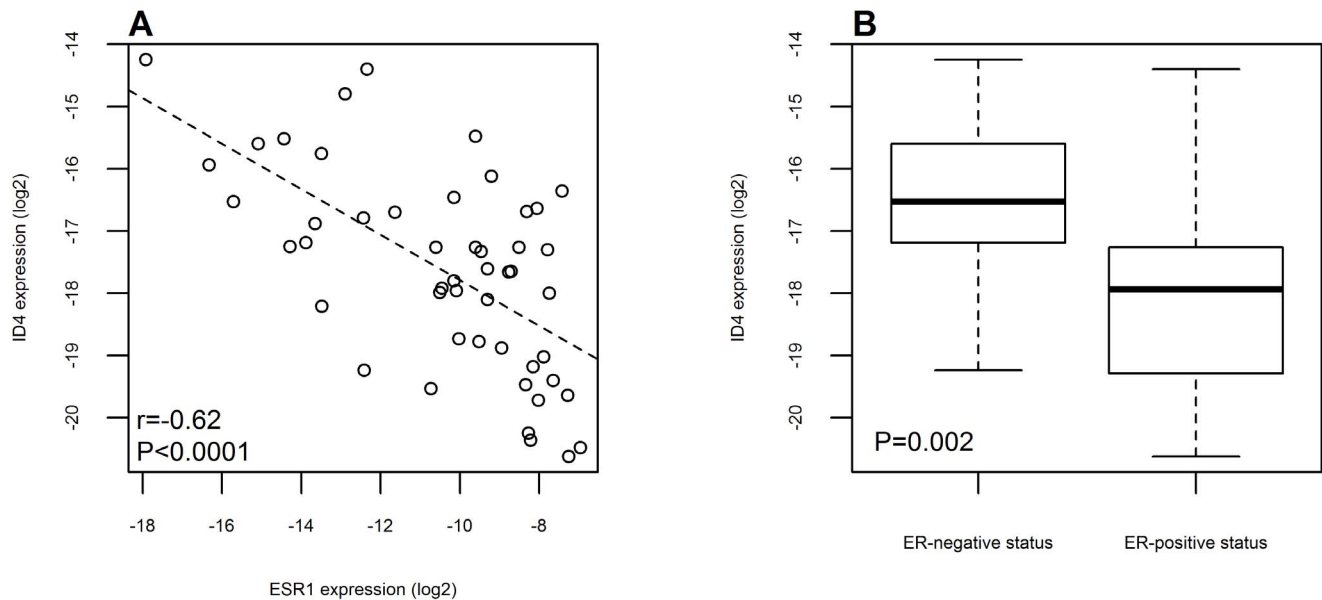 A
-14
-15
-16
-17
-18
-19
-20
ID4 expression (log2)
r=-0.62
P<0.0001
-18
-16
-14
-12
-10
-8
ESR1 expression (log2)
B
-14
-15
-16
-17
-18
-19
-20
ID4 expression (log2)
P=0.002
ER-negative status
ER-positive status